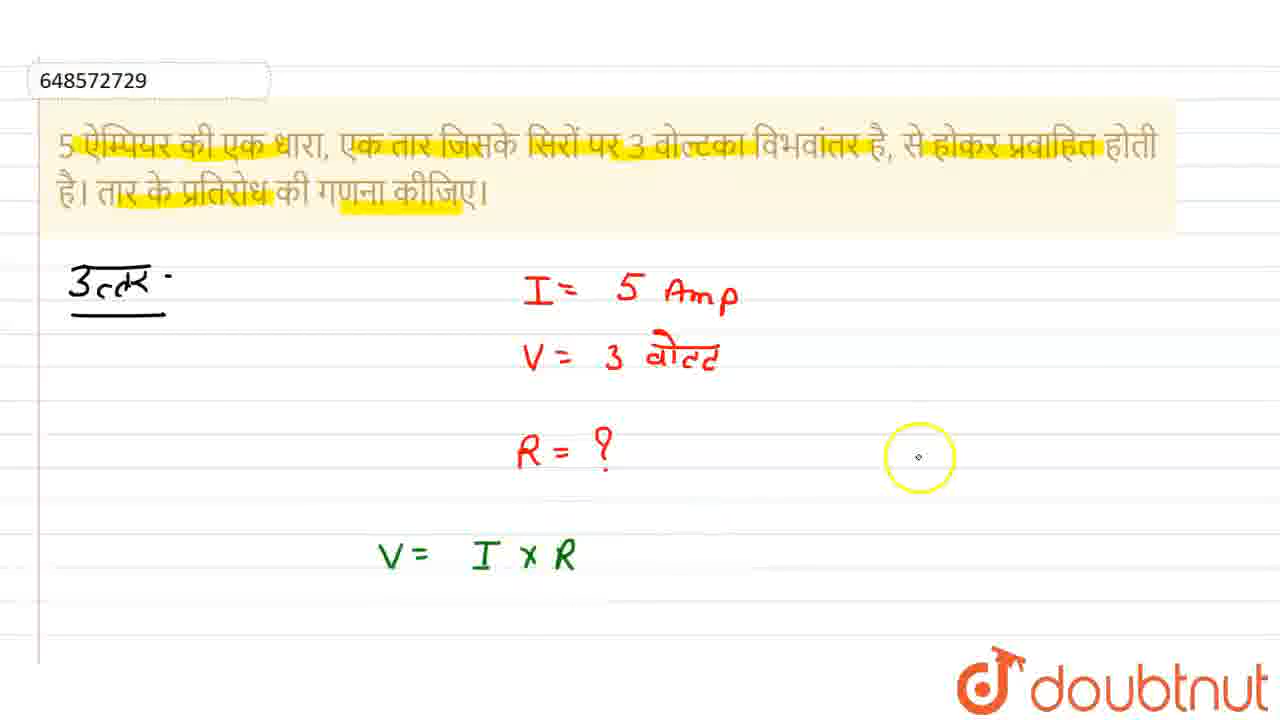 648572729
5 ऐम्पियर की एक धारा, एक तार जिसके सिरों पर 3 वोल्टका विभवांतर है, से होकर प्रवाहित होती
है। तार के प्रतिरोध की गणना कीजिए।
उत्तर -
I = 5 Amp
V = 3 वोल्ट
R = ?
V = I × R
doubtnut